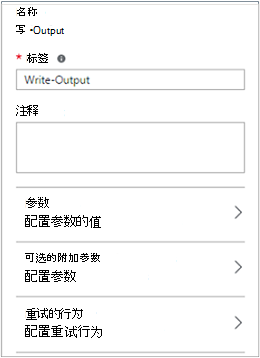 名称
写 •Output
* 标签
Write-Output
注释
参数
配置参数的值
可选的附加参数
配置参数
重试的行为
配置重试行为